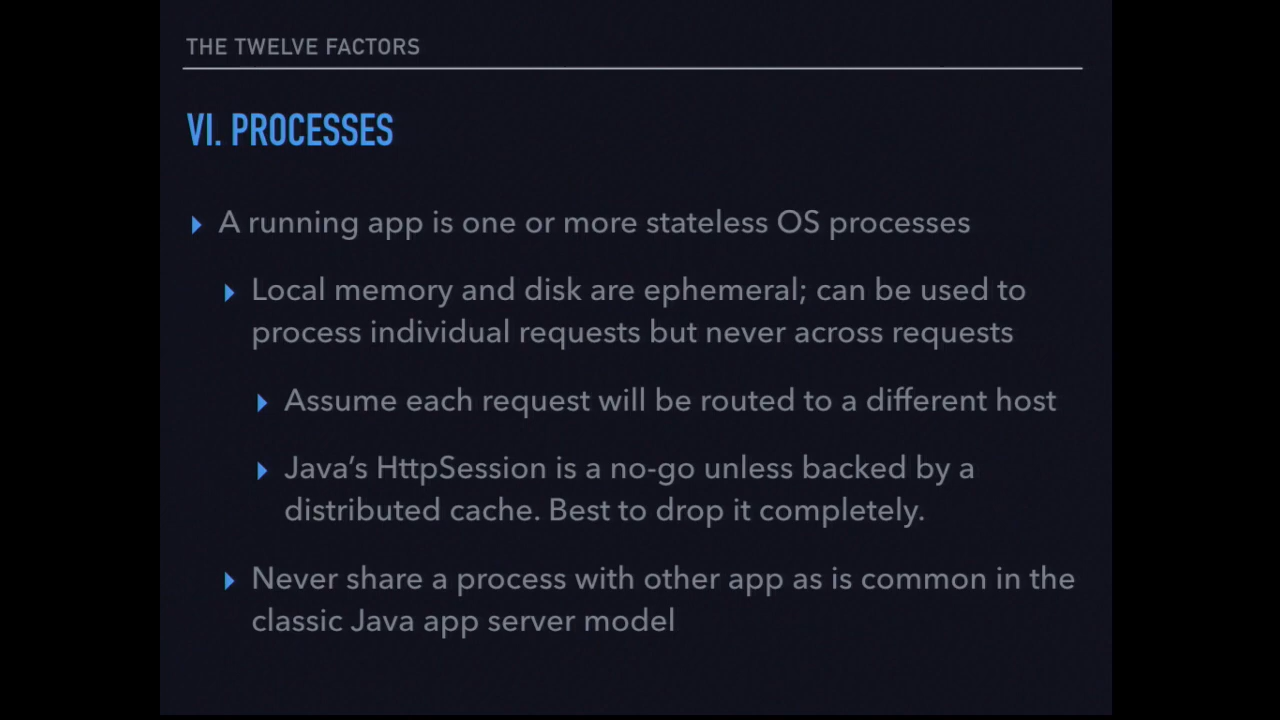 THE TWELVE FACTORS
VI. PROCESSES
A running app is one or more stateless OS processes
Local memory and disk are ephemeral; can be used to
process individual requests but never across requests
Assume each request will be routed to a different host
Java’s HttpSession is a no-go unless backed by a
distributed cache. Best to drop it completely.
Never share a process with other app as is common in the
classic Java app server model